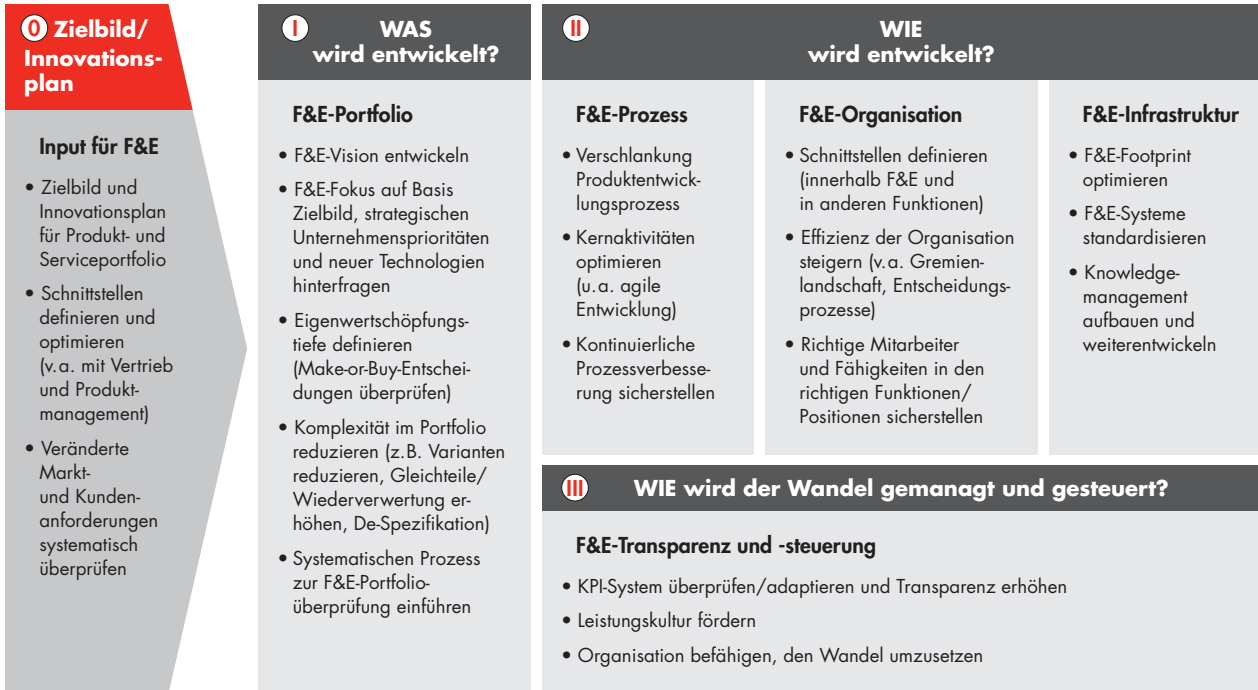 0 Zielbild/
Innovations-
plan
Input für F&E
• Zielbild und
Innovationsplan
für Produkt- und
Serviceportfolio
• Schnittstellen
definieren und
optimieren
(v.a. mit Vertrieb
und Produkt-
management)
• Veränderte
Markt-
und Kunden-
anforderungen
systematisch
überprüfen
I WAS
wird entwickelt?
F&E-Portfolio
• F&E-Vision entwickeln
• F&E-Fokus auf Basis
Zielbild, strategischen
Unternehmensprioritäten
und neuer Technologien
hinterfragen
• Eigenwertschöpfungs-
tiefe definieren
(Make-or-Buy-Entschei-
dungen überprüfen)
• Komplexität im Portfolio
reduzieren (z.B. Varianten
reduzieren, Gleichteile/
Wiederverwertung er-
höhen, De-Spezifikation)
• Systematischen Prozess
zur F&E-Portfolio-
überprüfung einführen
II WIE
wird entwickelt?
F&E-Prozess
• Verschlankung
Produktentwick-
lungsprozess
• Kernaktivitäten
optimieren
(u.a. agile
Entwicklung)
• Kontinuierliche
Prozessverbesse-
rung sicherstellen
F&E-Organisation
• Schnittstellen definieren
(innerhalb F&E und
in anderen Funktionen)
• Effizienz der Organisation
steigern (v.a. Gremien-
landschaft, Entscheidungs-
prozesse)
• Richtige Mitarbeiter
und Fähigkeiten in den
richtigen Funktionen/
Positionen sicherstellen
F&E-Infrastruktur
• F&E-Footprint
optimieren
• F&E-Systeme
standardisieren
• Knowledge-
management
aufbauen und
weiterentwickeln
III WIE wird der Wandel gemanagt und gesteuert?
F&E-Transparenz und -steuerung
• KPI-System überprüfen/adaptieren und Transparenz erhöhen
• Leistungskultur fördern
• Organisation befähigen, den Wandel umzusetzen